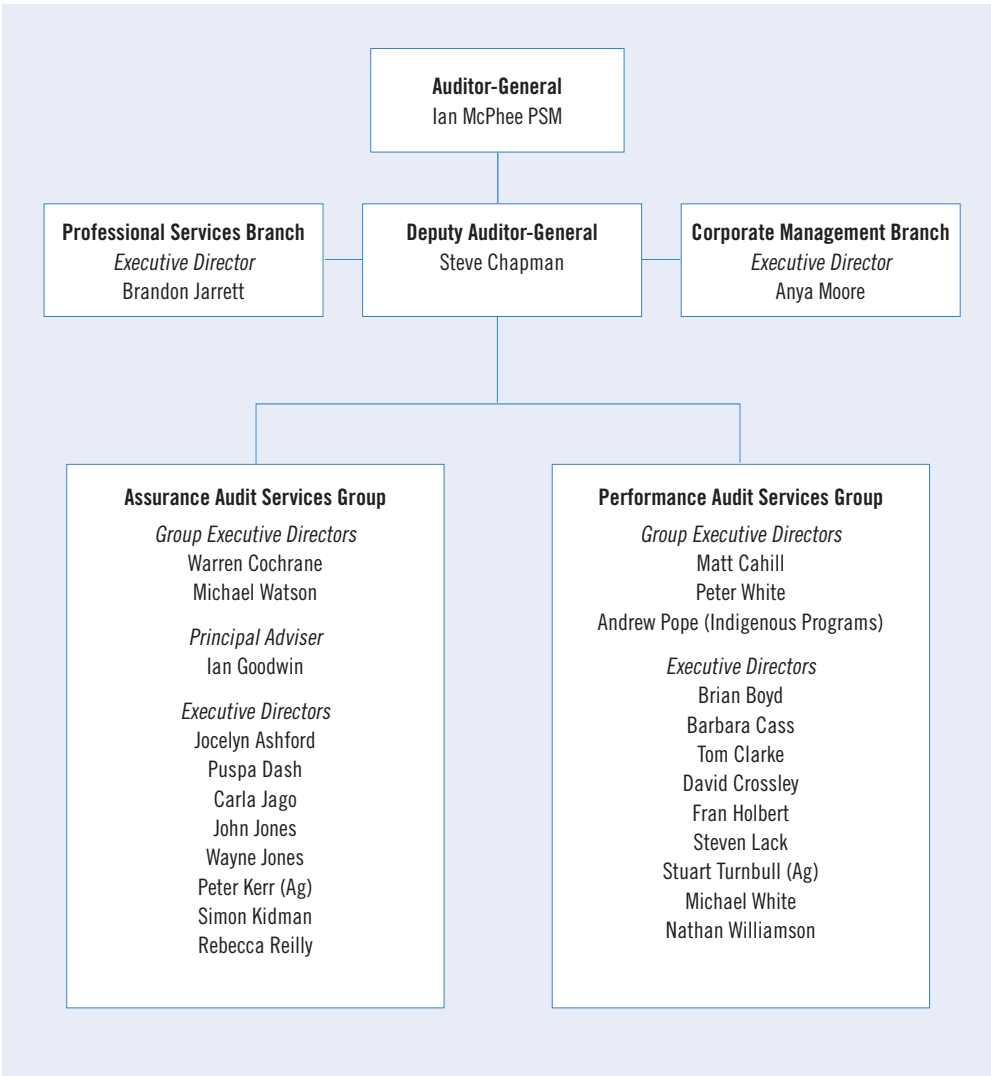 Auditor-General
Ian McPhee PSM
Professional Services Branch
Executive Director
Brandon Jarrett
Deputy Auditor-General
Steve Chapman
Corporate Management Branch
Executive Director
Anya Moore
Assurance Audit Services Group
Group Executive Directors
Warren Cochrane
Michael Watson
Principal Adviser
Ian Goodwin
Executive Directors
Jocelyn Ashford
Puspa Dash
Carla Jago
John Jones
Wayne Jones
Peter Kerr (Ag)
Simon Kidman
Rebecca Reilly
Performance Audit Services Group
Group Executive Directors
Matt Cahill
Peter White
Andrew Pope (Indigenous Programs)
Executive Directors
Brian Boyd
Barbara Cass
Tom Clarke
David Crossley
Fran Holbert
Steven Lack
Stuart Turnbull (Ag)
Michael White
Nathan Williamson